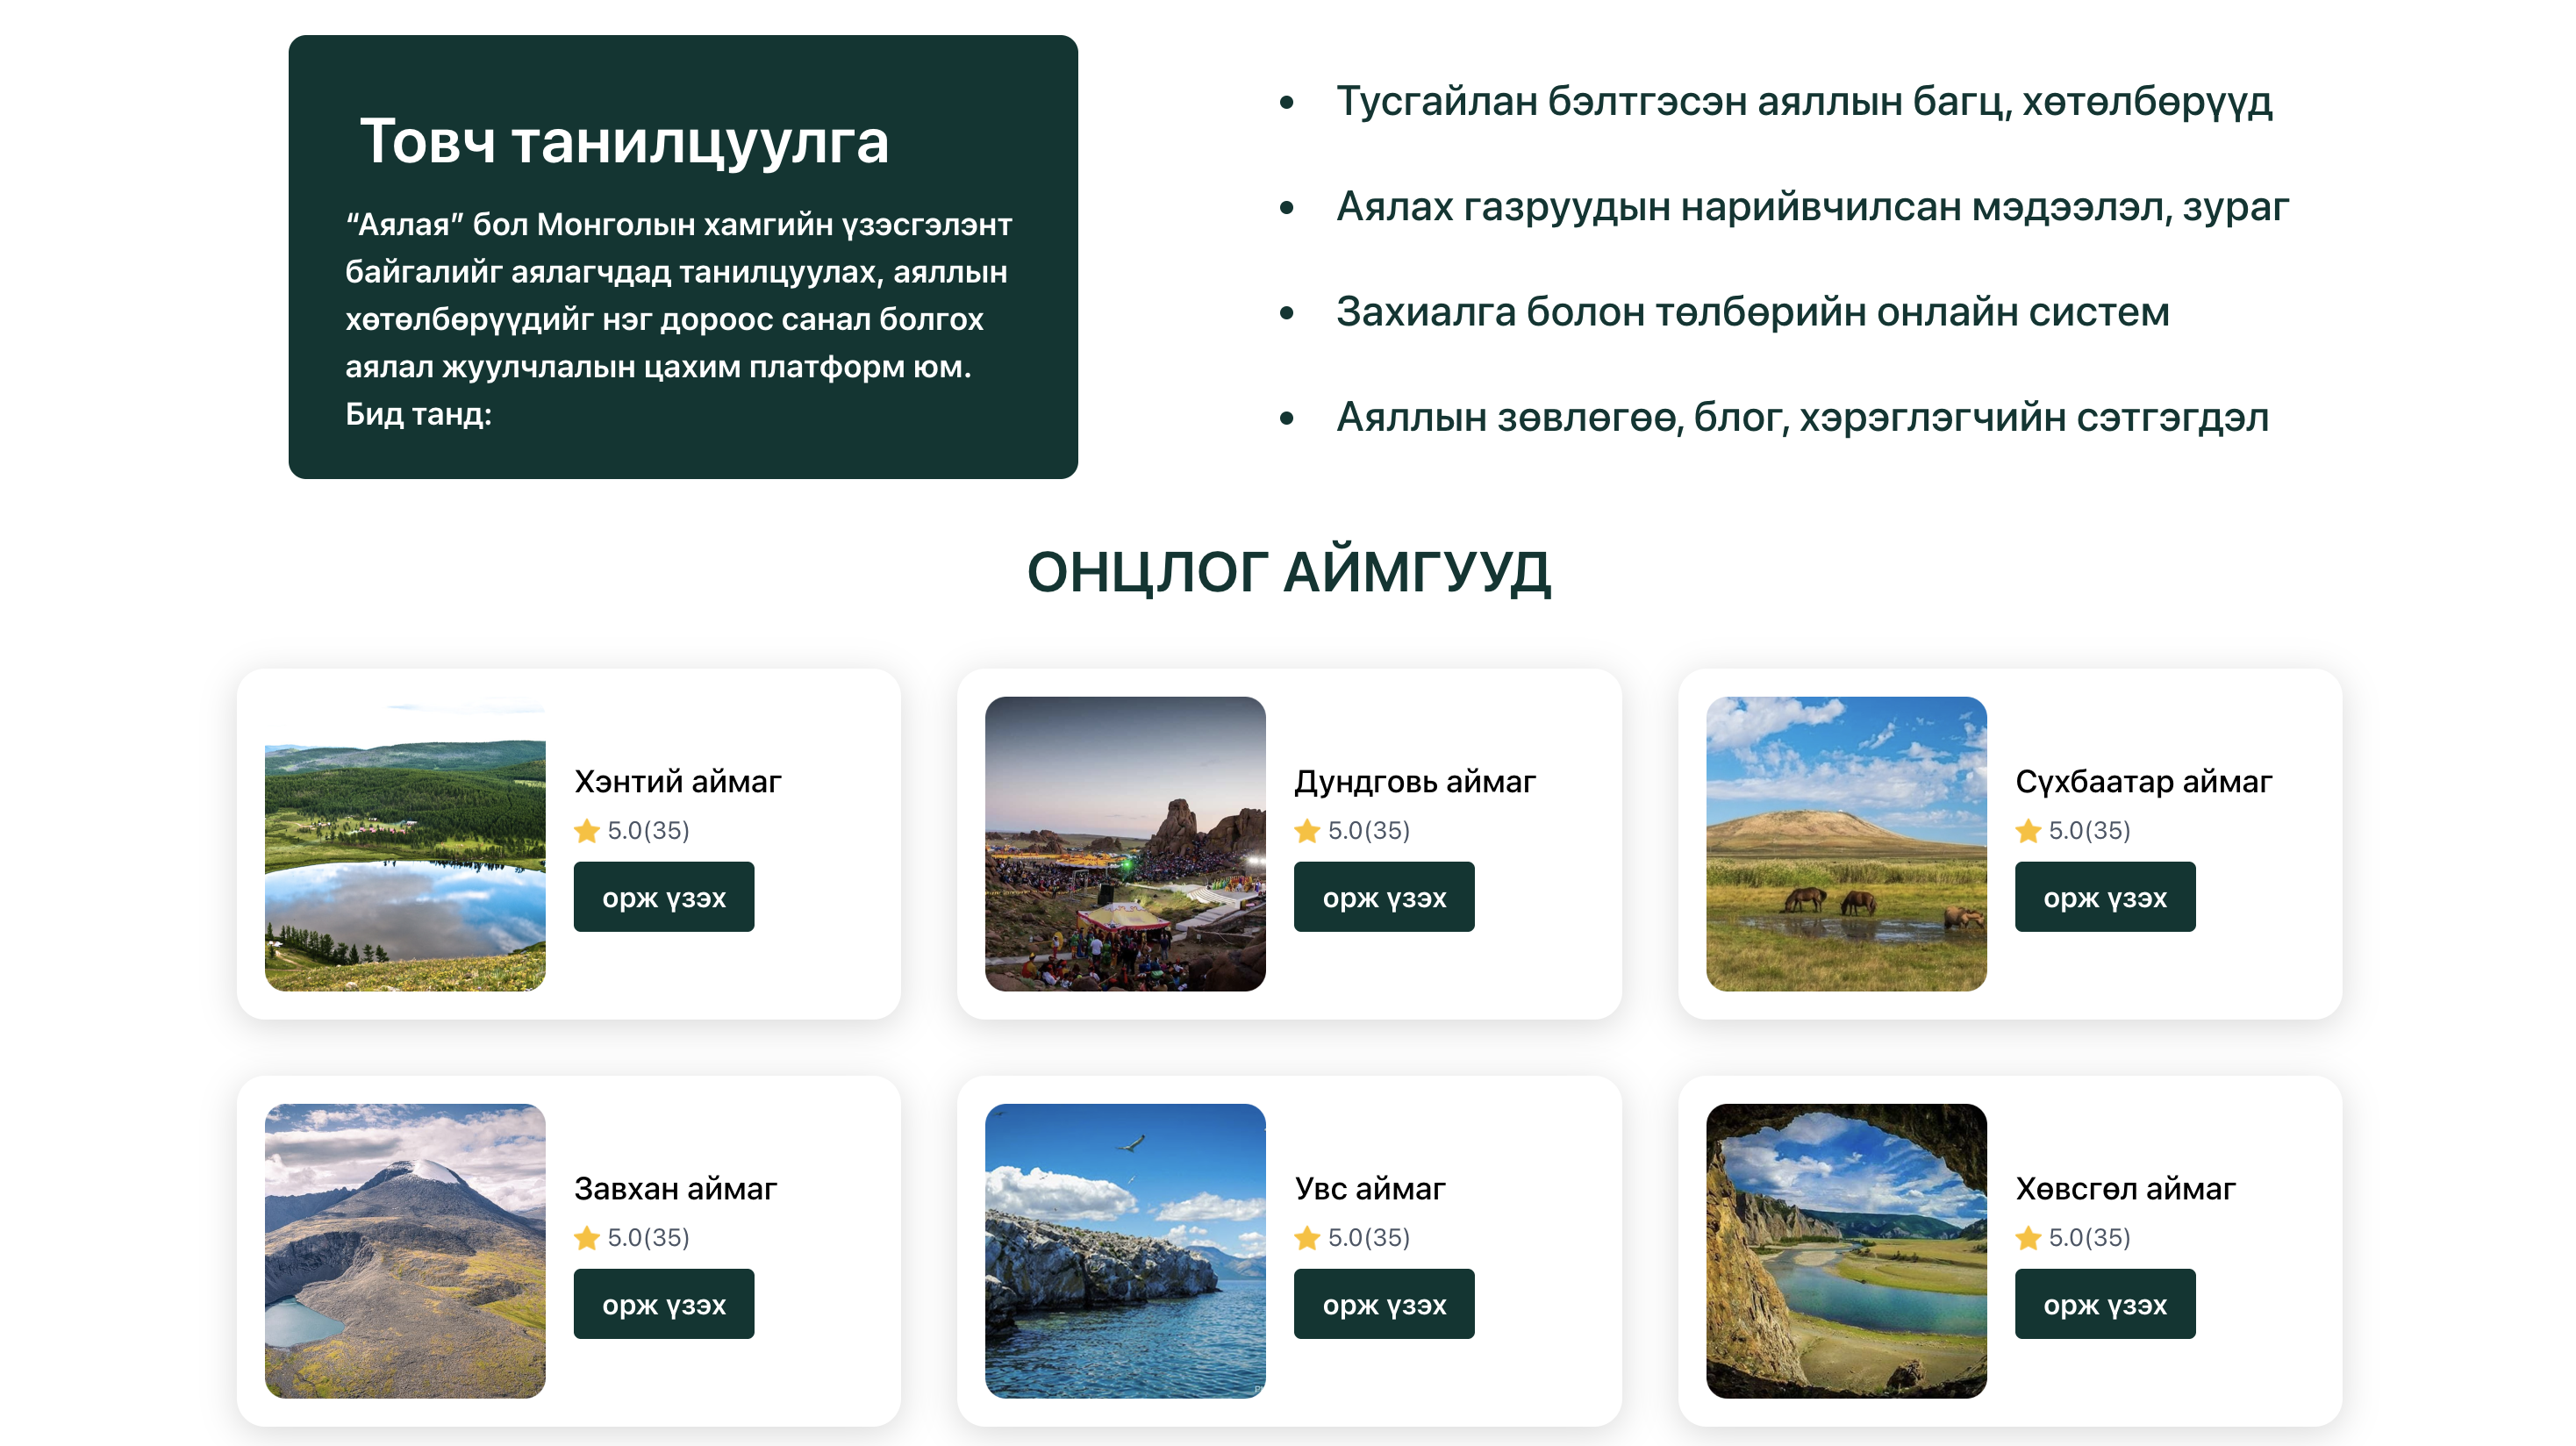 Товч танилцуулга
“Аялая” бол Монголын хамгийн үзэсгэлэнт
байгалийг аялагчдад танилцуулах, аяллын
хөтөлбөрүүдийг нэг дороос санал болгох
аялал жуулчлалын цахим платформ юм.
Бид танд:
• Тусгайлан бэлтгэсэн аяллын багц, хөтөлбөрүүд
• Аялах газруудын нарийвчилсан мэдээлэл, зураг
• Захиалга болон төлбөрийн онлайн систем
• Аяллын зөвлөгөө, блог, хэрэглэгчийн сэтгэгдэл
ОНЦЛОГ АЙМГУУД
Хэнтий аймаг
5.0(35)
орж үзэх
Дундговь аймаг
5.0(35)
орж үзэх
Сүхбаатар аймаг
5.0(35)
орж үзэх
Завхан аймаг
5.0(35)
орж үзэх
Увс аймаг
5.0(35)
орж үзэх
Хөвсгөл аймаг
5.0(35)
орж үзэх